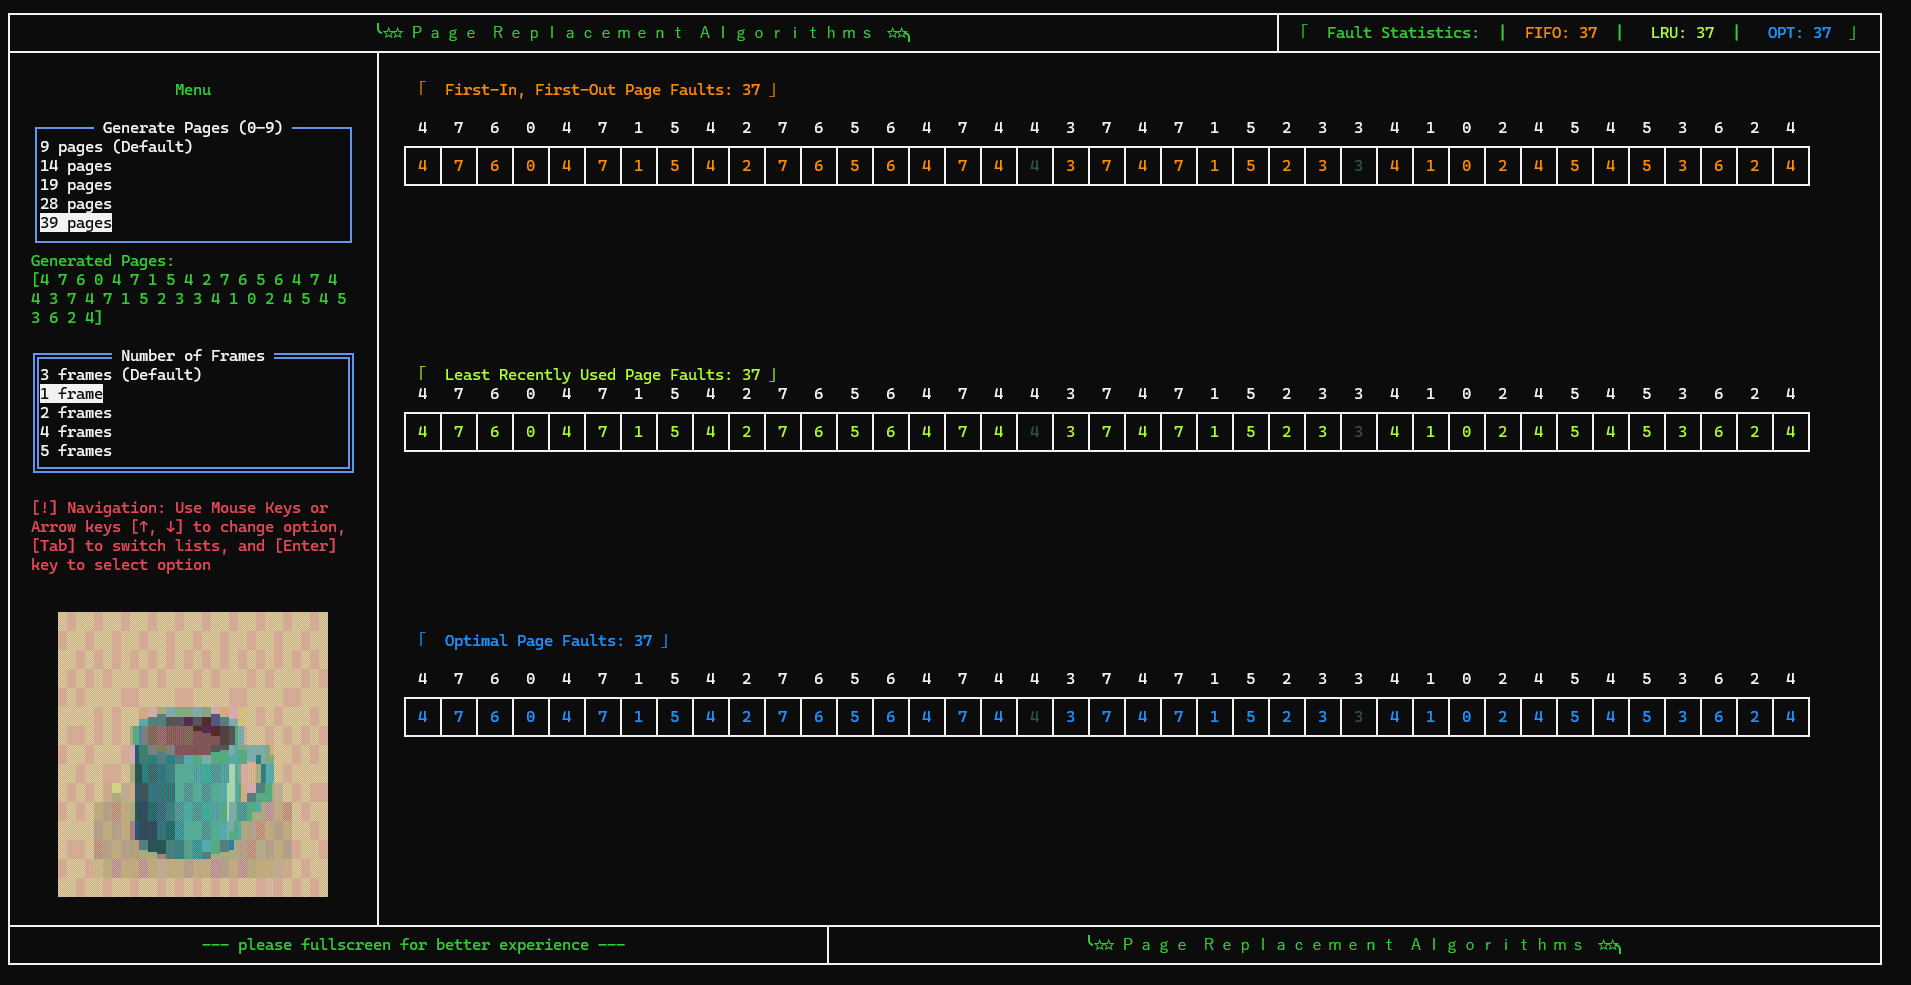 ╰☆☆ Page Replacement Algorithms ☆☆╮
「 Fault Statistics: | FIFO: 37 | LRU: 37 | OPT: 37 」
Menu
Generate Pages (0-9)
9 pages (Default)
14 pages
19 pages
28 pages
39 pages
Generated Pages:
[4 7 6 0 4 7 1 5 4 2 7 6 5 6 4 7 4
4 3 7 4 7 1 5 2 3 3 4 1 0 2 4 5 4 5
3 6 2 4]
Number of Frames
3 frames (Default)
1 frame
2 frames
4 frames
5 frames
[!] Navigation: Use Mouse Keys or
Arrow keys [↑, ↓] to change option,
[Tab] to switch lists, and [Enter]
key to select option
「 First-In, First-Out Page Faults: 37 」
4 7 6 0 4 7 1 5 4 2 7 6 5 6 4 7 4 4 3 7 4 7 1 5 2 3 3 4 1 0 2 4 5 4 5 3 6 2 4
4 7 6 0 4 7 1 5 4 2 7 6 5 6 4 7 4 4 3 7 4 7 1 5 2 3 3 4 1 0 2 4 5 4 5 3 6 2 4
「 Least Recently Used Page Faults: 37 」
4 7 6 0 4 7 1 5 4 2 7 6 5 6 4 7 4 4 3 7 4 7 1 5 2 3 3 4 1 0 2 4 5 4 5 3 6 2 4
4 7 6 0 4 7 1 5 4 2 7 6 5 6 4 7 4 4 3 7 4 7 1 5 2 3 3 4 1 0 2 4 5 4 5 3 6 2 4
「 Optimal Page Faults: 37 」
4 7 6 0 4 7 1 5 4 2 7 6 5 6 4 7 4 4 3 7 4 7 1 5 2 3 3 4 1 0 2 4 5 4 5 3 6 2 4
4 7 6 0 4 7 1 5 4 2 7 6 5 6 4 7 4 4 3 7 4 7 1 5 2 3 3 4 1 0 2 4 5 4 5 3 6 2 4
--- please fullscreen for better experience ---
╰☆☆ Page Replacement Algorithms ☆☆╮